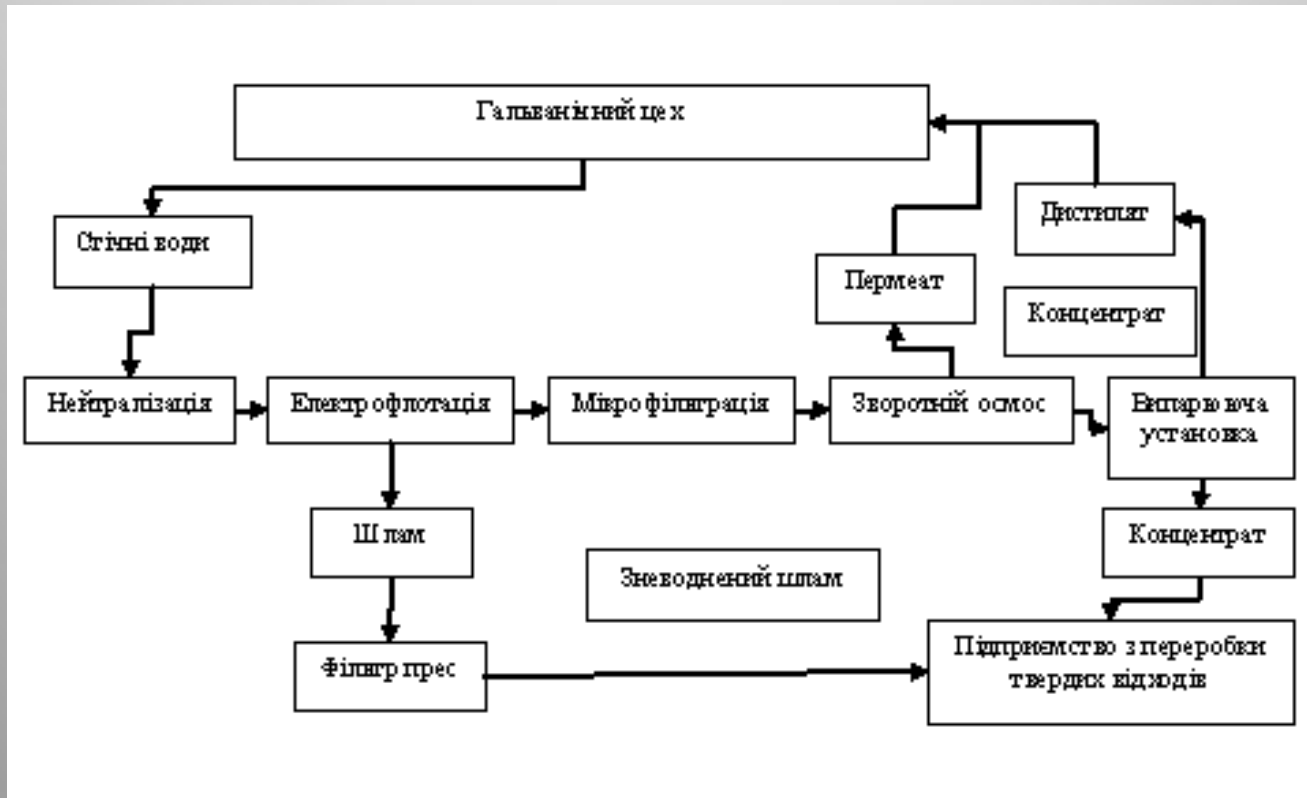 Гальванічний цех
Дистилят
Стічні води
Пермеат
Концентрат
Нейтралізація
Електрофлотація
Мікрофільтрація
Зворотній осмос
Випарююча
установка
Шлам
Концентрат
Зневоднений шлам
Фільтр прес
Підприємство з переробки
твердих відходів